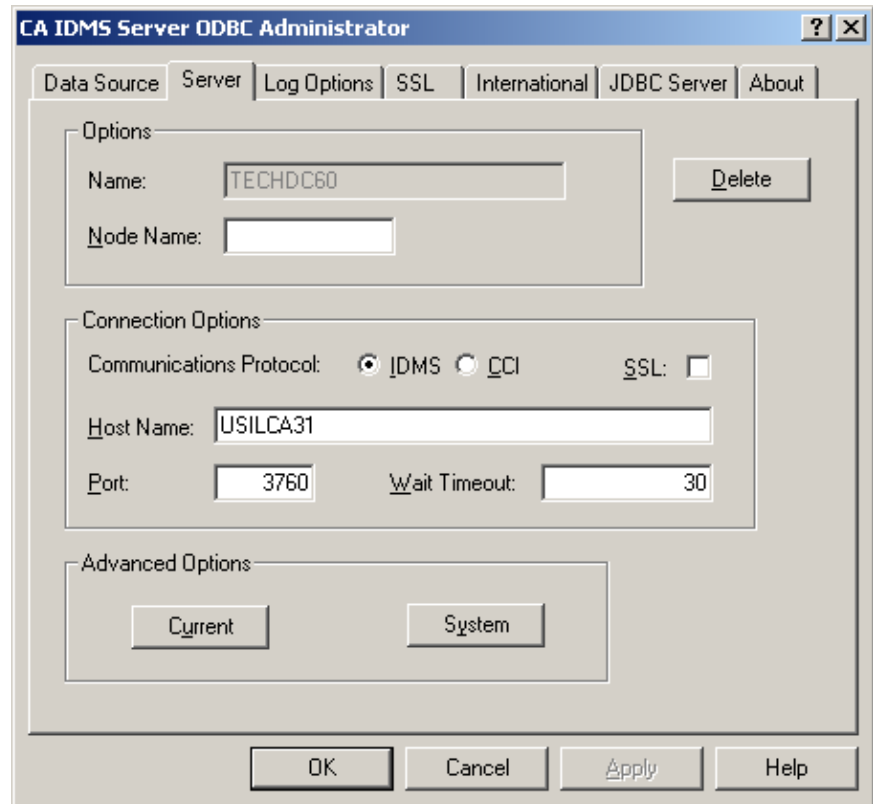 CA IDMS Server ODBC Administrator
Data Source Server Log Options SSL International JDBC Server About
Options
Name: TECHDC60
Delete
Node Name:
Connection Options
Communications Protocol: IDMS CCI SSL:
Host Name: USILCA31
Port: 3760 Wait Timeout: 30
Advanced Options
Current System
OK Cancel Apply Help